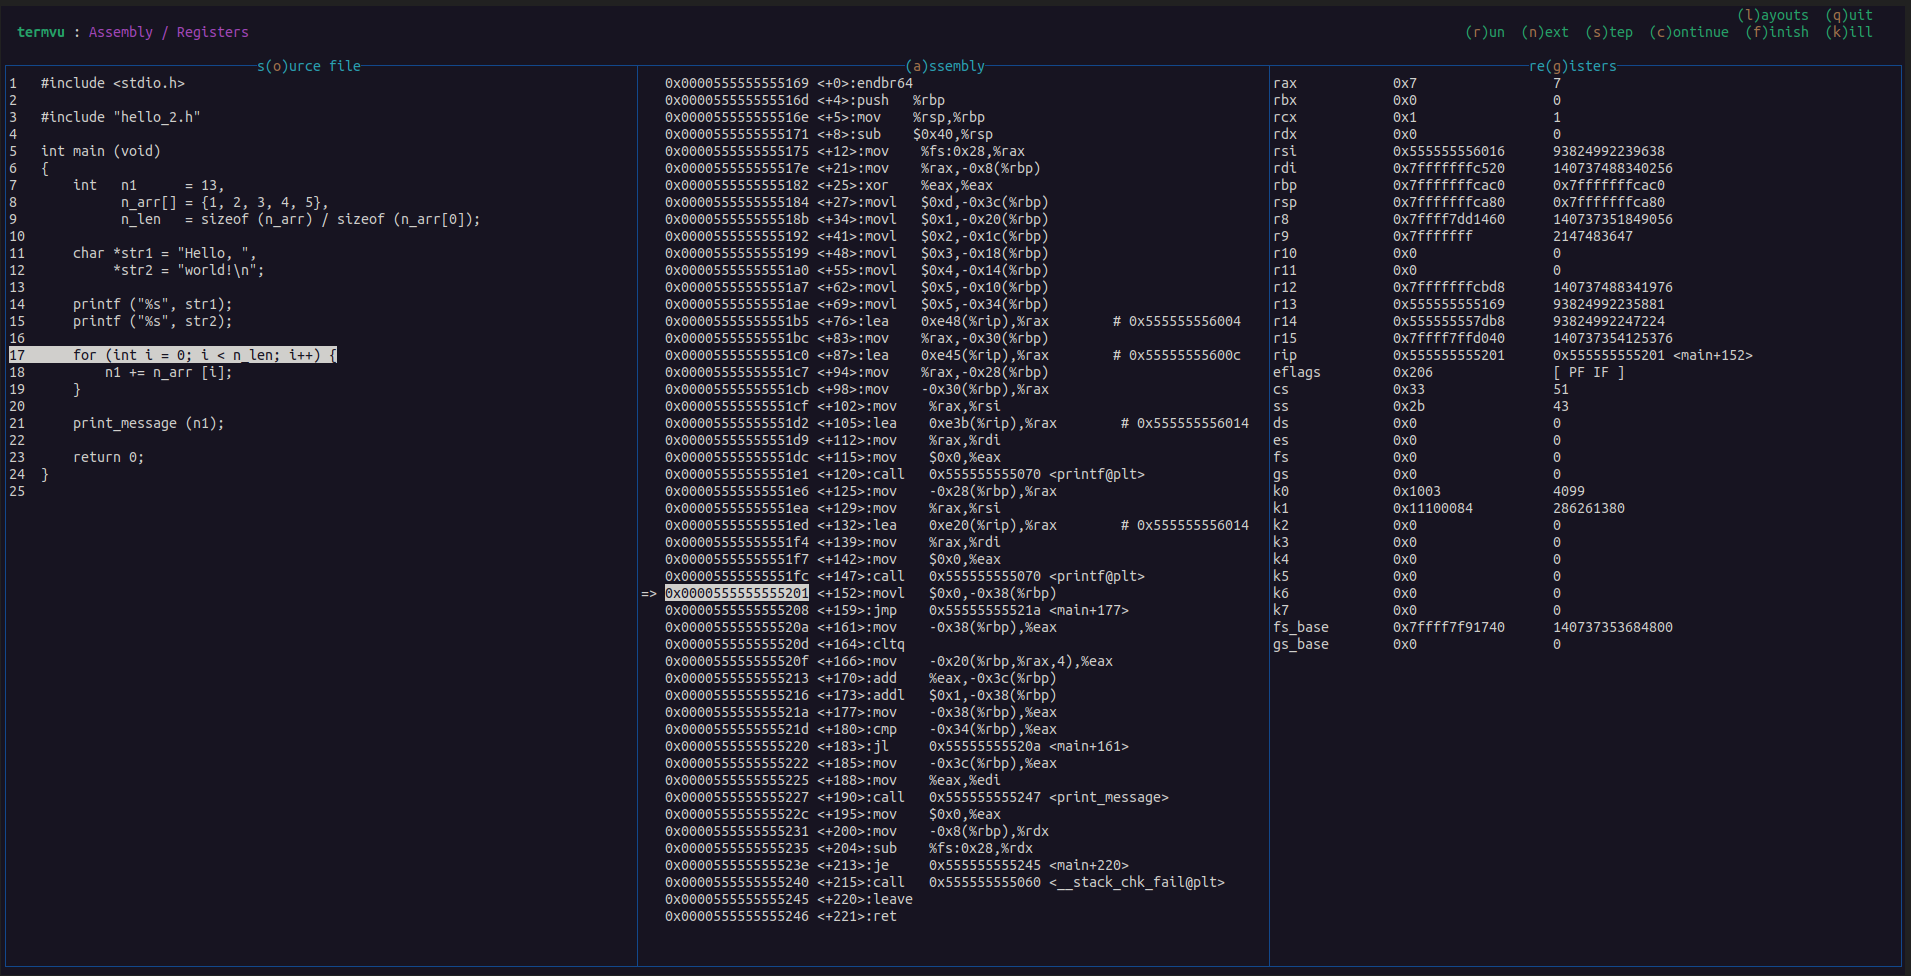 (l)ayouts (q)uit
termvu : Assembly / Registers (r)un (n)ext (s)tep (c)ontinue (f)inish (k)ill
s(o)urce file
1 #include <stdio.h>
2
3 #include "hello_2.h"
4
5 int main (void)
6 {
7 int n1 = 13,
8 n_arr[] = {1, 2, 3, 4, 5},
9 n_len = sizeof (n_arr) / sizeof (n_arr[0]);
10
11 char *str1 = "Hello, ",
12 *str2 = "world!\n";
13
14 printf ("%s", str1);
15 printf ("%s", str2);
16
17 for (int i = 0; i < n_len; i++) {
18 n1 += n_arr [i];
19 }
20
21 print_message (n1);
22
23 return 0;
24 }
25
(a)ssembly
0x0000555555555169 <+0>:endbr64
0x000055555555516d <+4>:push %rbp
0x000055555555516e <+5>:mov %rsp,%rbp
0x0000555555555171 <+8>:sub $0x40,%rsp
0x0000555555555175 <+12>:mov %fs:0x28,%rax
0x000055555555517e <+21>:mov %rax,-0x8(%rbp)
0x0000555555555182 <+25>:xor %eax,%eax
0x0000555555555184 <+27>:movl $0xd,-0x3c(%rbp)
0x000055555555518b <+34>:movl $0x1,-0x20(%rbp)
0x0000555555555192 <+41>:movl $0x2,-0x1c(%rbp)
0x0000555555555199 <+48>:movl $0x3,-0x18(%rbp)
0x00005555555551a0 <+55>:movl $0x4,-0x14(%rbp)
0x00005555555551a7 <+62>:movl $0x5,-0x10(%rbp)
0x00005555555551ae <+69>:movl $0x5,-0x34(%rbp)
0x00005555555551b5 <+76>:lea 0xe48(%rip),%rax # 0x555555556004
0x00005555555551bc <+83>:mov %rax,-0x30(%rbp)
0x00005555555551c0 <+87>:lea 0xe45(%rip),%rax # 0x55555555600c
0x00005555555551c7 <+94>:mov %rax,-0x28(%rbp)
0x00005555555551cb <+98>:mov -0x30(%rbp),%rax
0x00005555555551cf <+102>:mov %rax,%rsi
0x00005555555551d2 <+105>:lea 0xe3b(%rip),%rax # 0x555555556014
0x00005555555551d9 <+112>:mov %rax,%rdi
0x00005555555551dc <+115>:mov $0x0,%eax
0x00005555555551e1 <+120>:call 0x555555555070 <printf@plt>
0x00005555555551e6 <+125>:mov -0x28(%rbp),%rax
0x00005555555551ea <+129>:mov %rax,%rsi
0x00005555555551ed <+132>:lea 0xe20(%rip),%rax # 0x555555556014
0x00005555555551f4 <+139>:mov %rax,%rdi
0x00005555555551f7 <+142>:mov $0x0,%eax
0x00005555555551fc <+147>:call 0x555555555070 <printf@plt>
=> 0x0000555555555201 <+152>:movl $0x0,-0x38(%rbp)
0x0000555555555208 <+159>:jmp 0x55555555521a <main+177>
0x000055555555520a <+161>:mov -0x38(%rbp),%eax
0x000055555555520d <+164>:cltq
0x000055555555520f <+166>:mov -0x20(%rbp,%rax,4),%eax
0x0000555555555213 <+170>:add %eax,-0x3c(%rbp)
0x0000555555555216 <+173>:addl $0x1,-0x38(%rbp)
0x000055555555521a <+177>:mov -0x38(%rbp),%eax
0x000055555555521d <+180>:cmp -0x34(%rbp),%eax
0x0000555555555220 <+183>:jl 0x55555555520a <main+161>
0x0000555555555222 <+185>:mov -0x3c(%rbp),%eax
0x0000555555555225 <+188>:mov %eax,%edi
0x0000555555555227 <+190>:call 0x555555555247 <print_message>
0x000055555555522c <+195>:mov $0x0,%eax
0x0000555555555231 <+200>:mov -0x8(%rbp),%rdx
0x0000555555555235 <+204>:sub %fs:0x28,%rdx
0x000055555555523e <+213>:je 0x555555555245 <main+220>
0x0000555555555240 <+215>:call 0x555555555060 <__stack_chk_fail@plt>
0x0000555555555245 <+220>:leave
0x0000555555555246 <+221>:ret
re(g)isters
rax 0x7 7
rbx 0x0 0
rcx 0x1 1
rdx 0x0 0
rsi 0x555555556016 93824992239638
rdi 0x7fffffffc520 140737488340256
rbp 0x7fffffffcac0 0x7fffffffcac0
rsp 0x7fffffffca80 0x7fffffffca80
r8 0x7ffff7dd1460 140737351849056
r9 0x7fffffff 2147483647
r10 0x0 0
r11 0x0 0
r12 0x7fffffffcbd8 140737488341976
r13 0x555555555169 93824992235881
r14 0x555555557db8 93824992247224
r15 0x7ffff7ffd040 140737354125376
rip 0x555555555201 0x555555555201 <main+152>
eflags 0x206 [ PF IF ]
cs 0x33 51
ss 0x2b 43
ds 0x0 0
es 0x0 0
fs 0x0 0
gs 0x0 0
k0 0x1003 4099
k1 0x11100084 286261380
k2 0x0 0
k3 0x0 0
k4 0x0 0
k5 0x0 0
k6 0x0 0
k7 0x0 0
fs_base 0x7ffff7f91740 140737353684800
gs_base 0x0 0